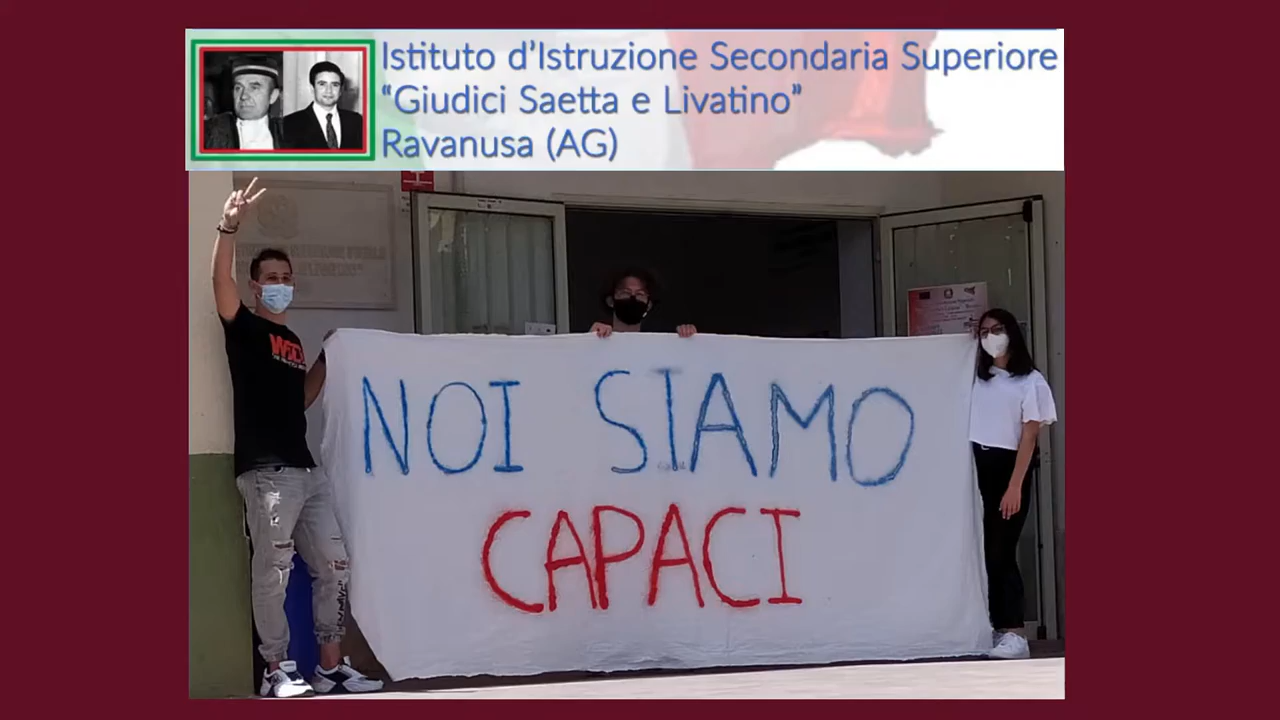 Istituto d'Istruzione Secondaria Superiore
“Giudici Saetta e Livatino”
Ravanusa (AG)
NOI SIAMO
CAPACI